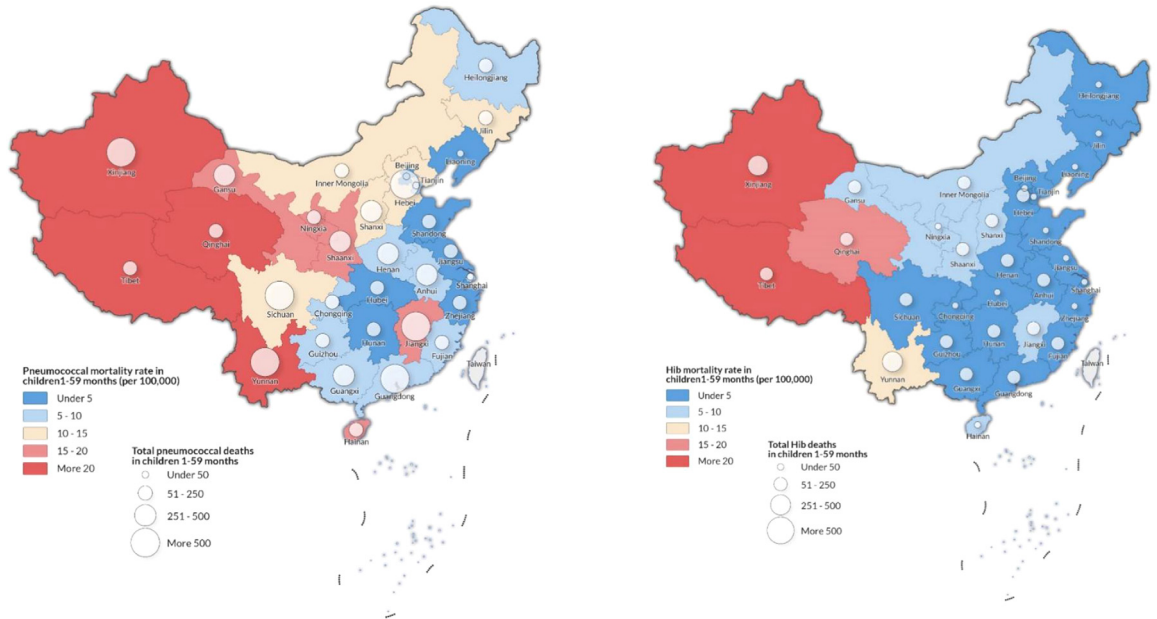 Heilongjiang
Jilin
Liaoning
Beijing
Tianjin
Hebei
Inner Mongolia
Xinjiang
Gansu
Ningxia
Shanxi
Shandong
Qinghai
Shaanxi
Henan
Jiangsu
Tibet
Anhui
Shanghai
Sichuan
Chongqing
Hubei
Zhejiang
Hunan
Jiangxi
Guizhou
Fujian
Yunnan
Guangxi
Guangdong
Taiwan
Hainan
Pneumococcal mortality rate in
children1-59 months (per 100,000)
Under 5
5 - 10
10 - 15
15 - 20
More 20
Total pneumococcal deaths
in children 1-59 months
Under 50
51 - 250
251 - 500
More 500
Heilongjiang
Jilin
Liaoning
Beijing
Tianjin
Hebei
Inner Mongolia
Xinjiang
Gansu
Ningxia
Shanxi
Shandong
Qinghai
Shaanxi
Henan
Jiangsu
Tibet
Anhui
Shanghai
Sichuan
Chongqing
Hubei
Zhejiang
Hunan
Jiangxi
Guizhou
Fujian
Yunnan
Guangxi
Guangdong
Taiwan
Hainan
Hib mortality rate in
children1-59 months (per 100,000)
Under 5
5 - 10
10 - 15
15 - 20
More 20
Total Hib deaths
in children 1-59 months
Under 50
51 - 250
251 - 500
More 500